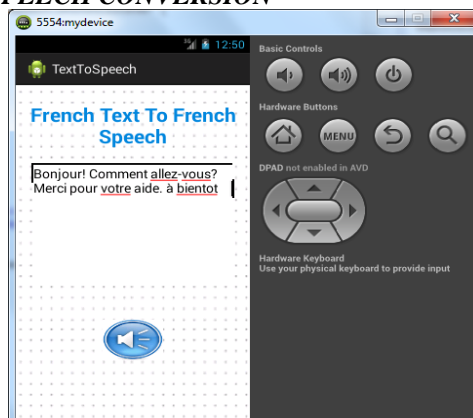 PEECH CONVERSION
5554:mydevice
3G 12:50
TextToSpeech
French Text To French
Speech
Bonjour! Comment allez-vous?
Merci pour votre aide. à bientot
Basic Controls
Hardware Buttons
MENU
DPAD not enabled in AVD
Hardware Keyboard
Use your physical keyboard to provide input